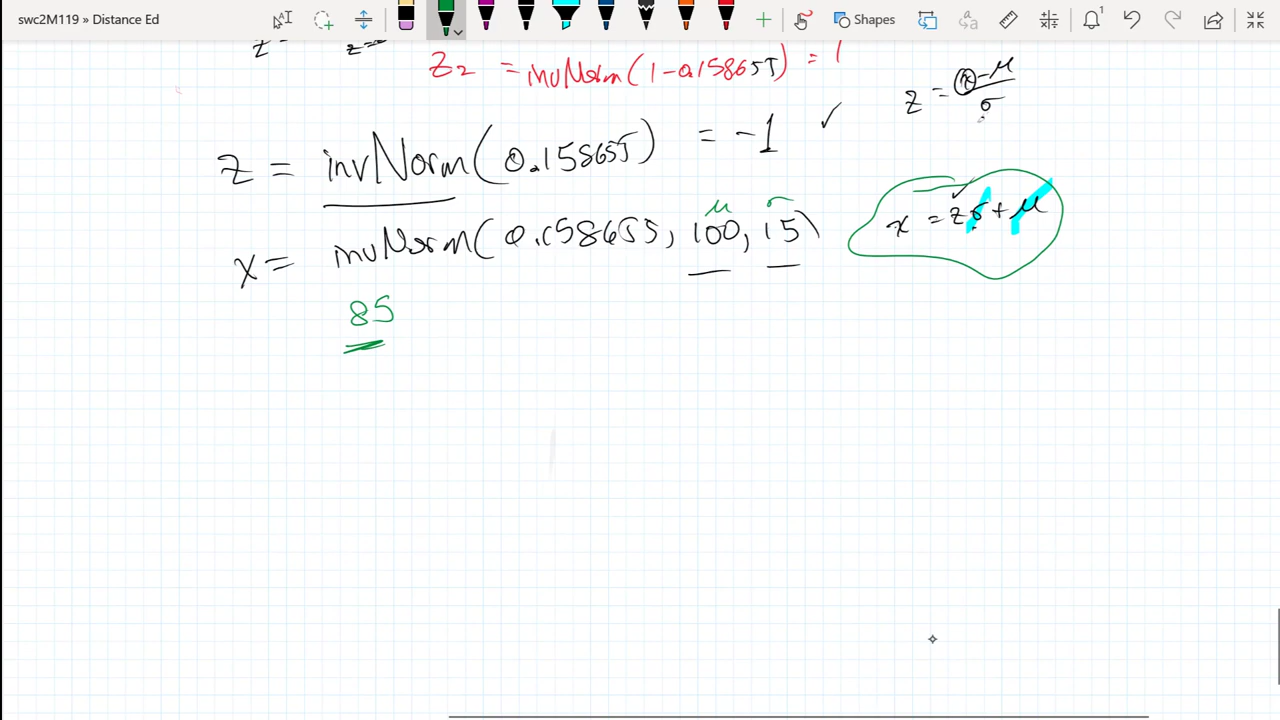 swc2M119 » Distance Ed
Shapes
1
z₂ = invNorm(1-0.158655) = 1
z = (x-μ)/σ
z = invNorm(0.158655) = -1 ✓
x = zσ + μ
μ σ
x = invNorm(0.158655, 100, 15)
85